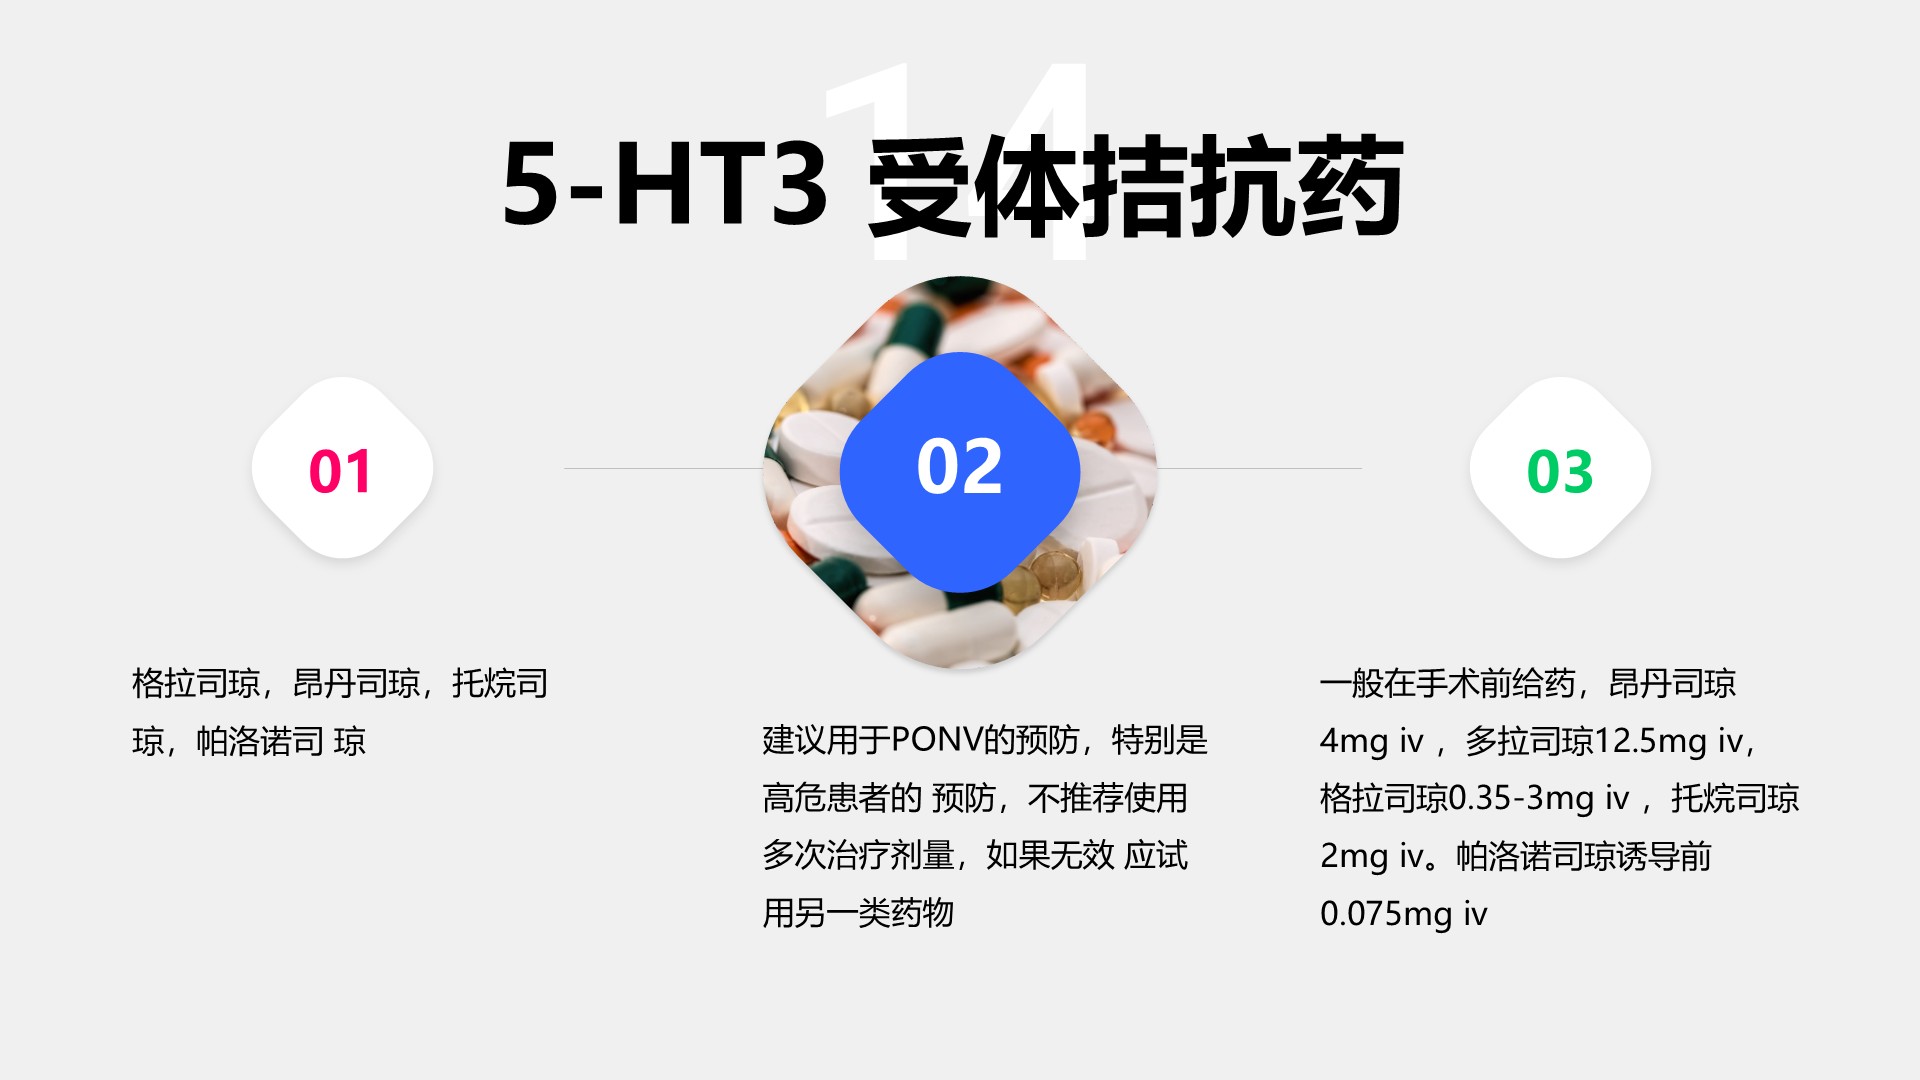 14
5-HT3 受体拮抗药
01
02
03
格拉司琼，昂丹司琼，托烷司
琼，帕洛诺司 琼
建议用于PONV的预防，特别是
高危患者的 预防，不推荐使用
多次治疗剂量，如果无效 应试
用另一类药物
一般在手术前给药，昂丹司琼
4mg iv ，多拉司琼12.5mg iv，
格拉司琼0.35-3mg iv ，托烷司琼
2mg iv。帕洛诺司琼诱导前
0.075mg iv